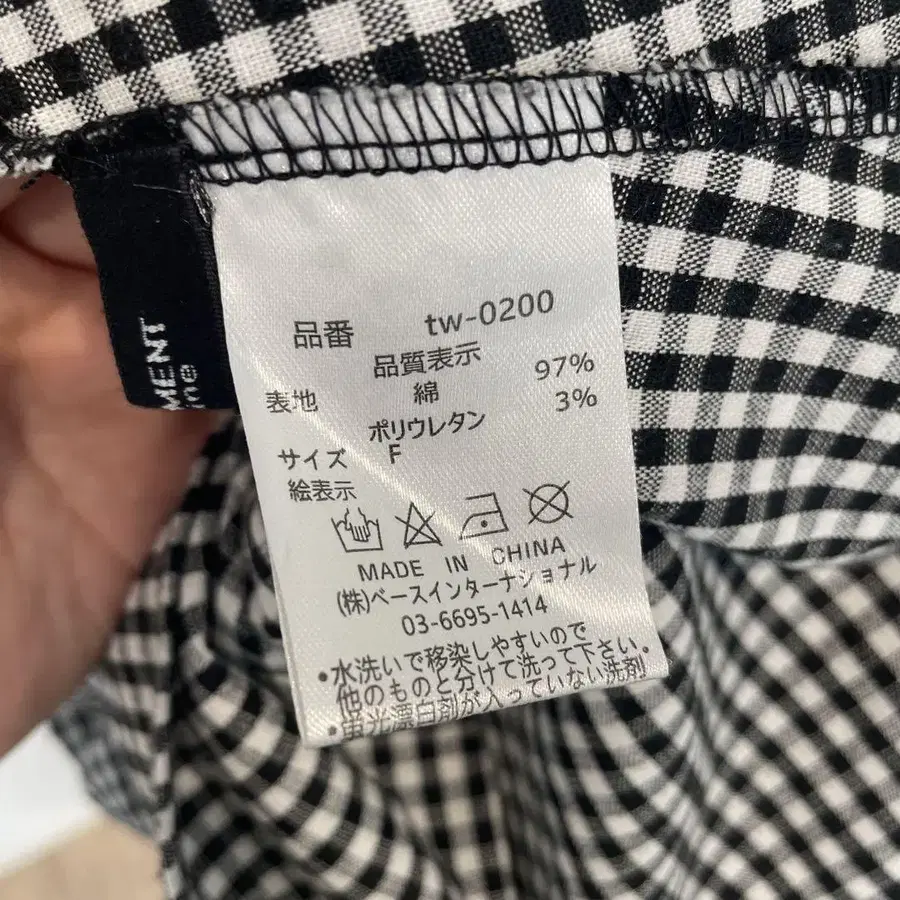 MENT
me
品番 tw-0200
品質表示
表地 綿 97%
ポリウレタン 3%
サイズ F
絵表示
MADE IN CHINA
(株)ベースインターナショナル
03-6695-1414
•水洗いで移染しやすいので
他のものと分けて洗って下さい。
•蛍光漂白剤が入っていない洗剤